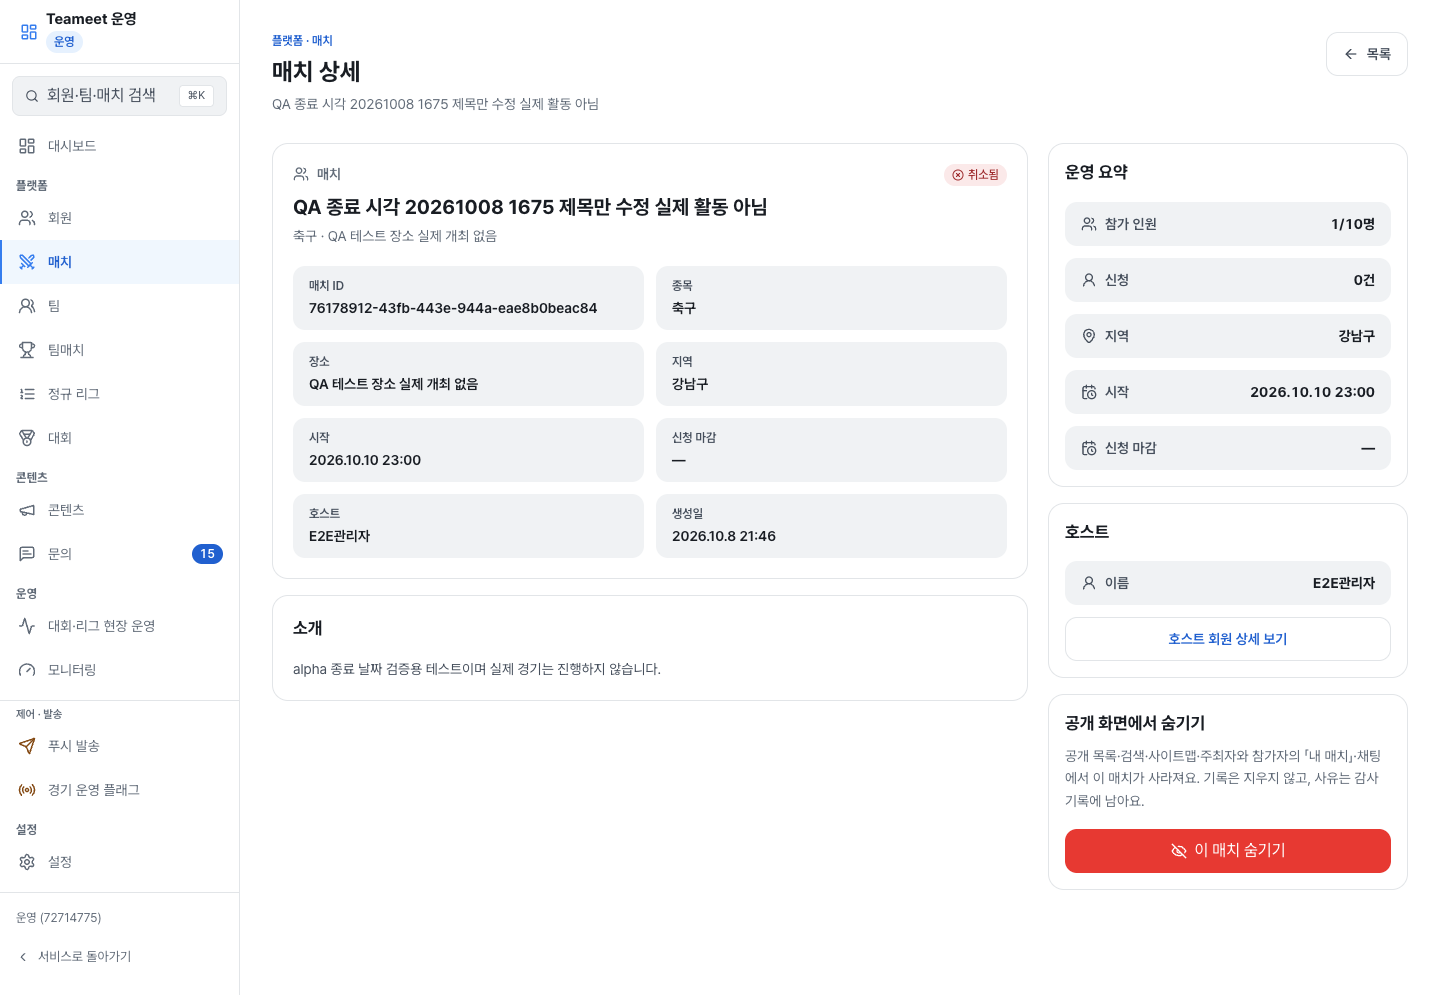 Teameet 운영
운영
회원·팀·매치 검색
⌘K
대시보드
플랫폼
회원
매치
팀
팀매치
정규 리그
대회
콘텐츠
콘텐츠
문의
15
운영
대회·리그 현장 운영
모니터링
제어 · 발송
푸시 발송
경기 운영 플래그
설정
설정
운영 (72714775)
서비스로 돌아가기
플랫폼 · 매치
매치 상세
QA 종료 시각 20261008 1675 제목만 수정 실제 활동 아님
목록
매치
취소됨
QA 종료 시각 20261008 1675 제목만 수정 실제 활동 아님
축구 · QA 테스트 장소 실제 개최 없음
매치 ID
76178912-43fb-443e-944a-eae8b0beac84
종목
축구
장소
QA 테스트 장소 실제 개최 없음
지역
강남구
시작
2026.10.10 23:00
신청 마감
—
호스트
E2E관리자
생성일
2026.10.8 21:46
소개
alpha 종료 날짜 검증용 테스트이며 실제 경기는 진행하지 않습니다.
운영 요약
참가 인원
1/10명
신청
0건
지역
강남구
시작
2026.10.10 23:00
신청 마감
—
호스트
이름
E2E관리자
호스트 회원 상세 보기
공개 화면에서 숨기기
공개 목록·검색·사이트맵·주최자와 참가자의 「내 매치」·채팅
에서 이 매치가 사라져요. 기록은 지우지 않고, 사유는 감사
기록에 남아요.
이 매치 숨기기